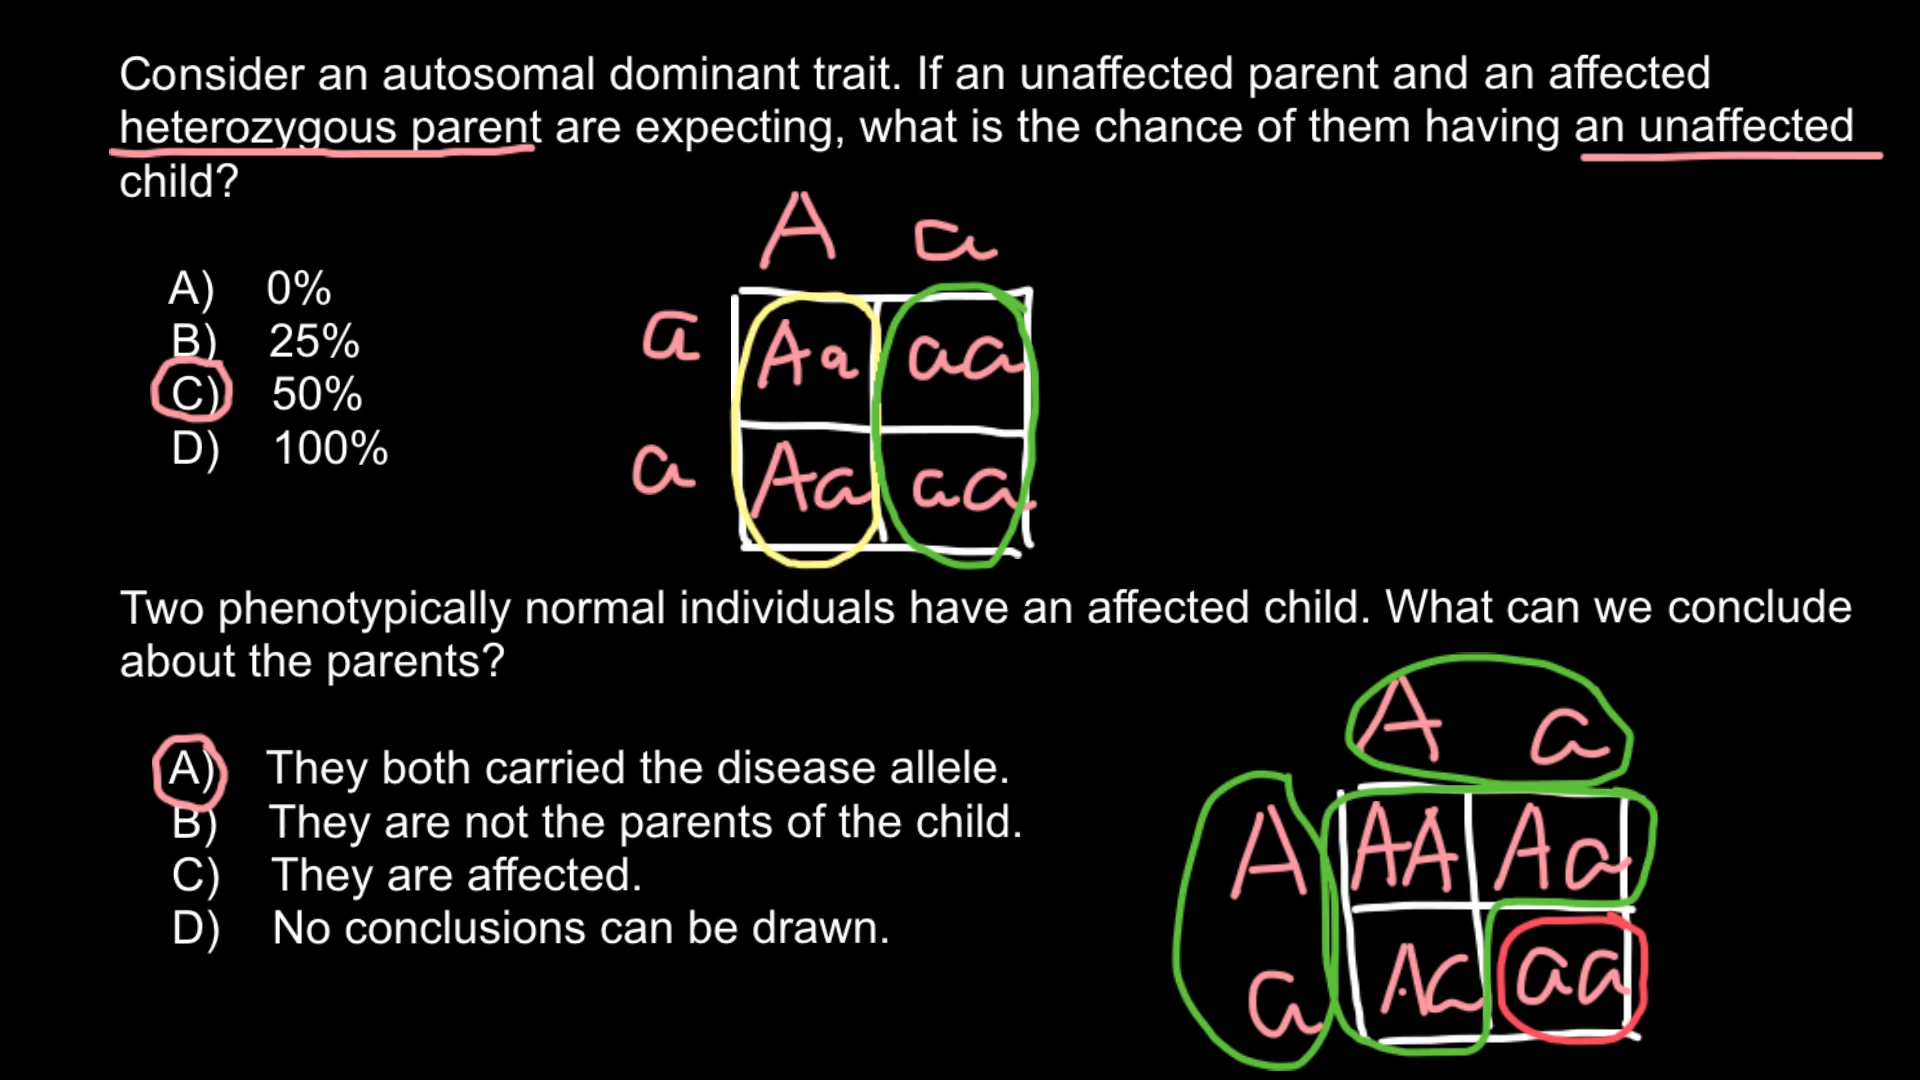 Consider an autosomal dominant trait. If an unaffected parent and an affected
heterozygous parent are expecting, what is the chance of them having an unaffected
child?
A) 0%
B) 25%
C) 50%
D) 100%
A a
a Aa aa
a Aa aa
Two phenotypically normal individuals have an affected child. What can we conclude
about the parents?
A) They both carried the disease allele.
B) They are not the parents of the child.
C) They are affected.
D) No conclusions can be drawn.
A a
A AA Aa
a Aa aa